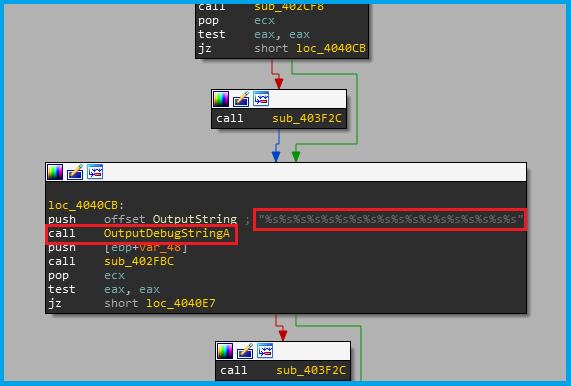 call sub_402CF8
pop ecx
test eax, eax
jz short loc_4040CB
call sub_403F2C
loc_4040CB:
push offset OutputString ; "%s%s%s%s%s%s%s%s%s%s%s%s%s%s%s%s%s%s"
call OutputDebugStringA
push [ebp+var_48]
call sub_402FBC
pop ecx
test eax, eax
jz short loc_4040E7
call sub_403F2C